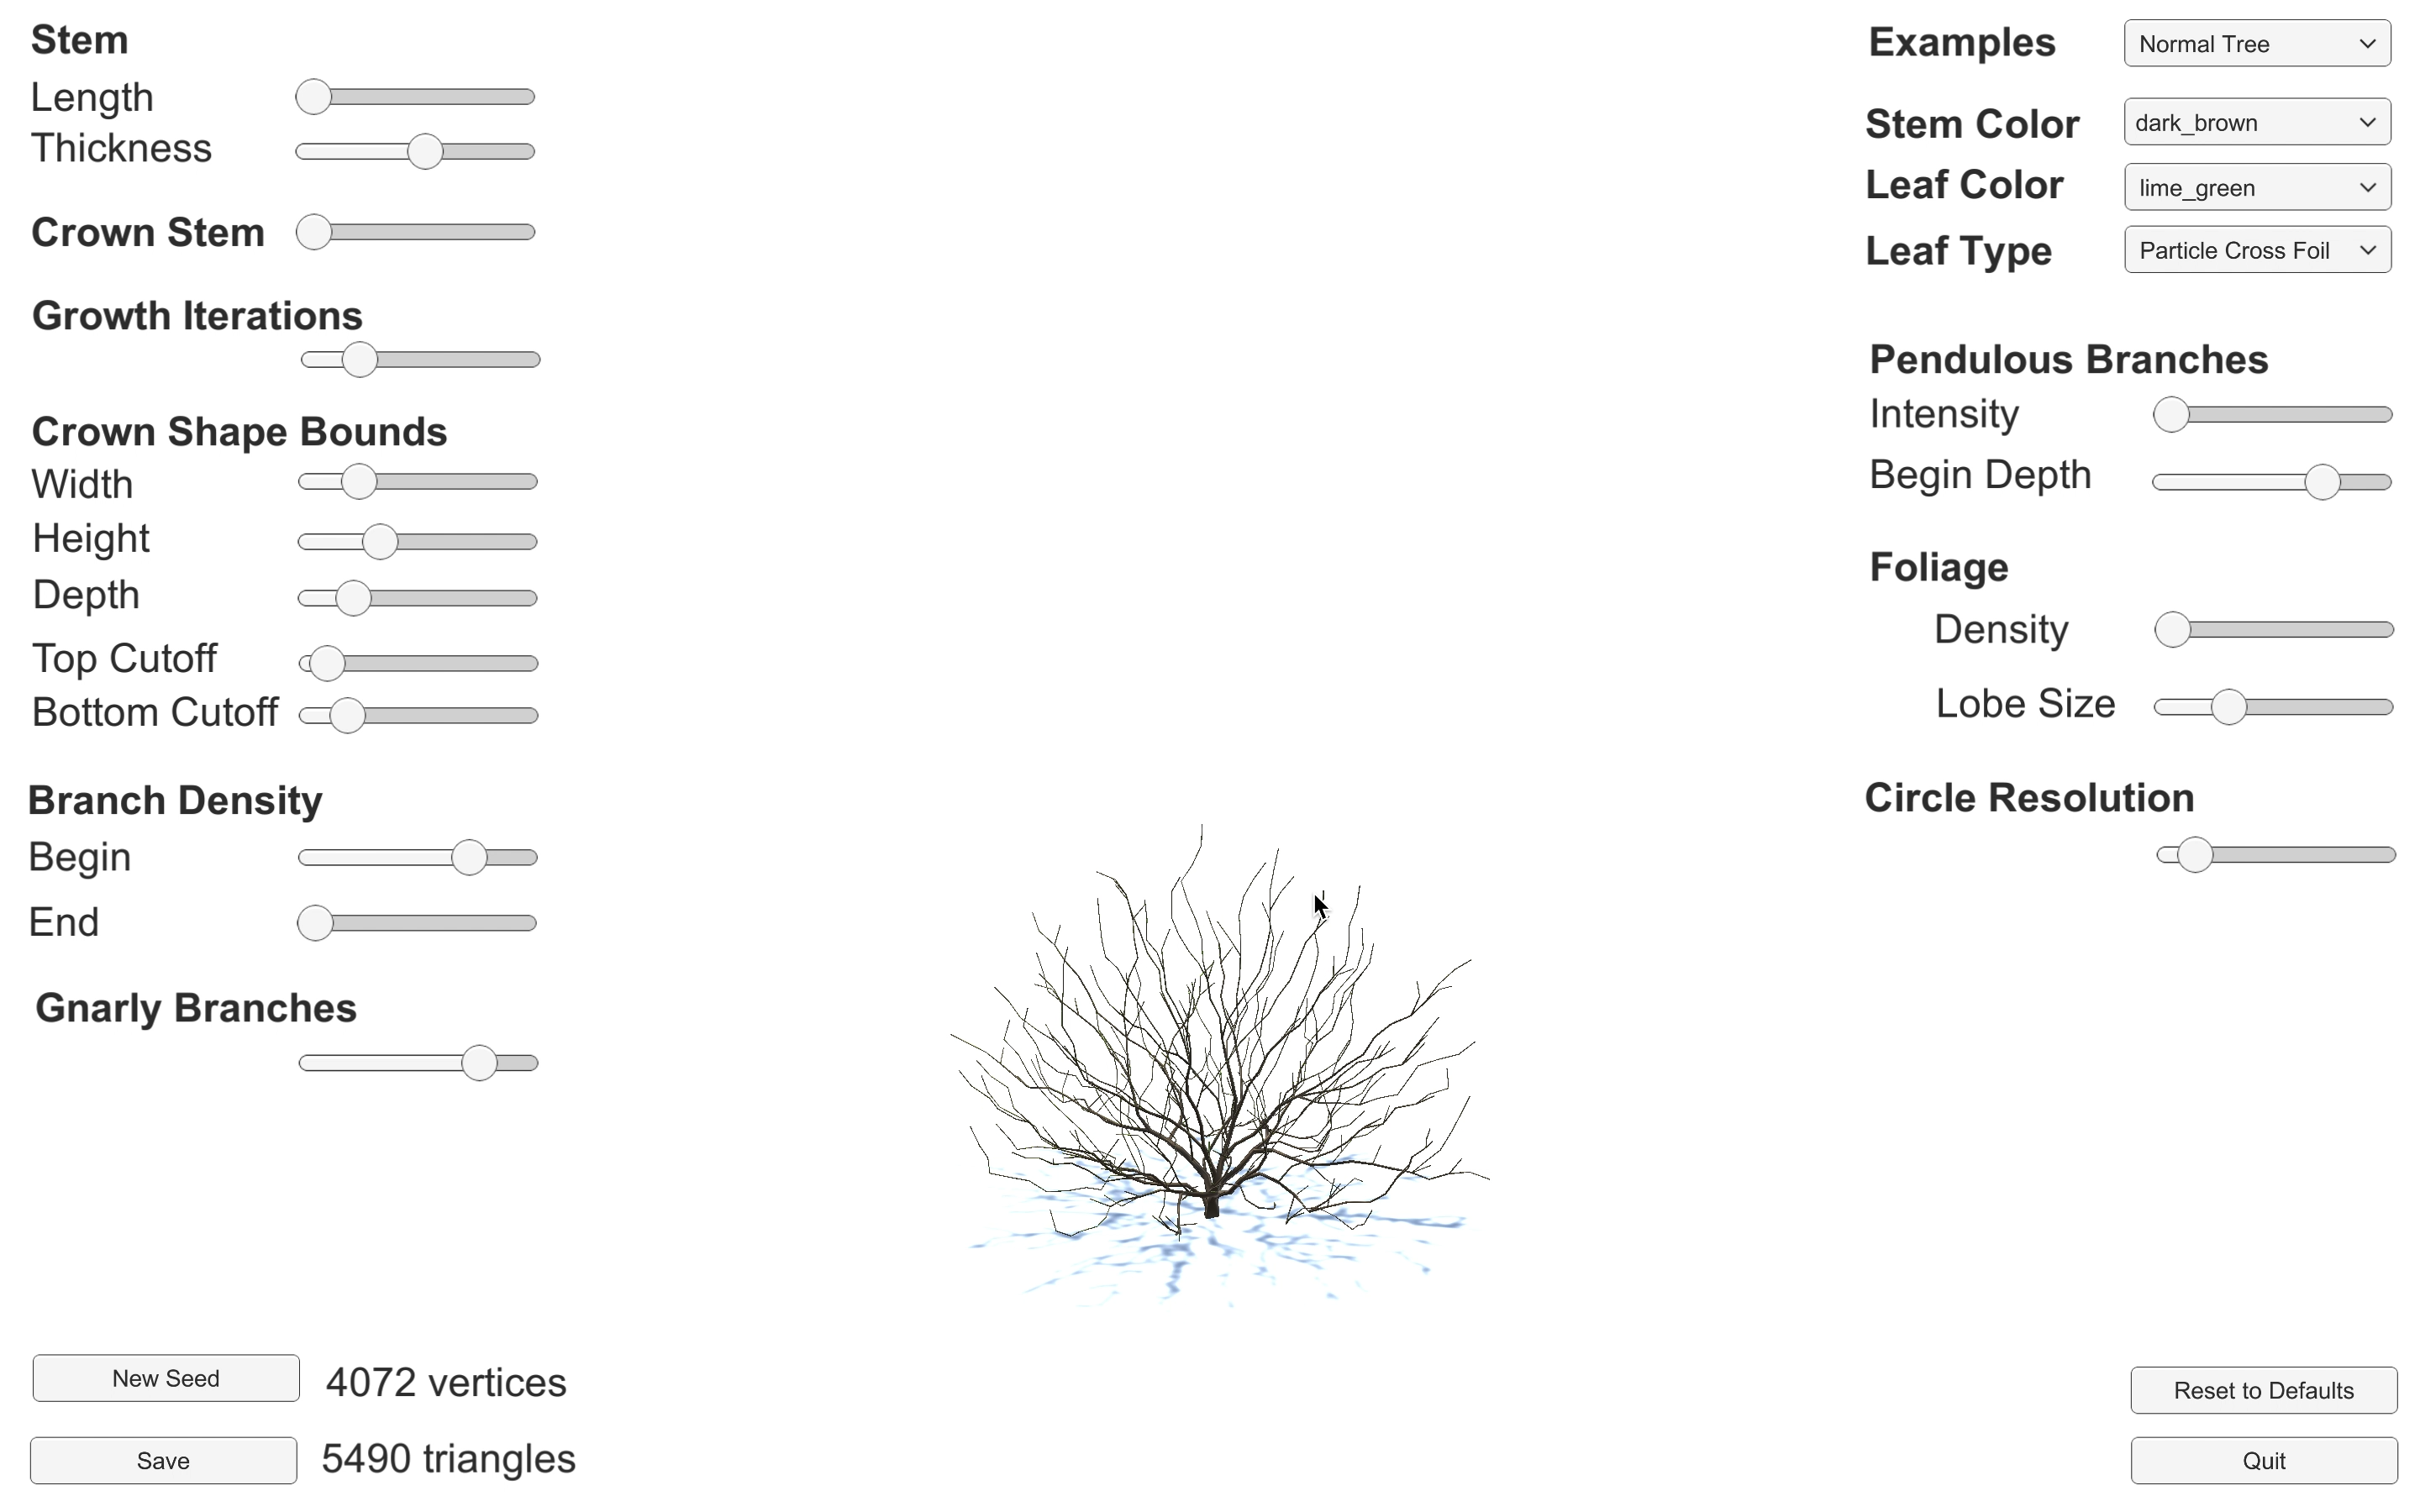 Stem
Length
Thickness
Crown Stem
Growth Iterations
Crown Shape Bounds
Width
Height
Depth
Top Cutoff
Bottom Cutoff
Branch Density
Begin
End
Gnarly Branches
New Seed
4072 vertices
Save
5490 triangles
Examples
Normal Tree
Stem Color
dark_brown
Leaf Color
lime_green
Leaf Type
Particle Cross Foil
Pendulous Branches
Intensity
Begin Depth
Foliage
Density
Lobe Size
Circle Resolution
Reset to Defaults
Quit